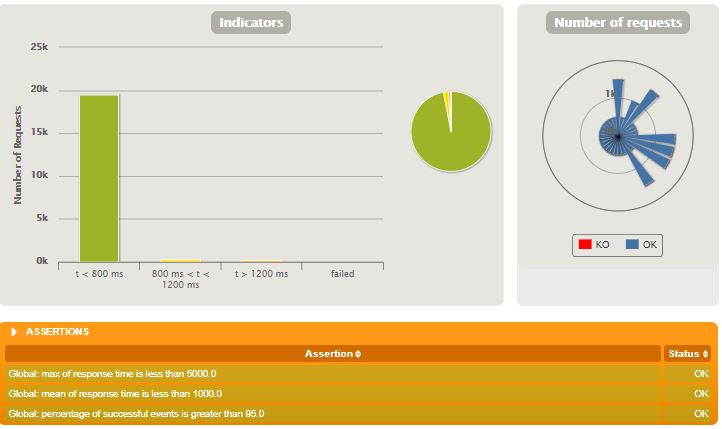 Indicators
25k
20k
15k
10k
5k
0k
Number of Requests
t < 800 ms
800 ms < t < 1200 ms
t > 1200 ms
failed
Number of requests
1k
KO
OK
ASSERTIONS
Assertion Status
Global: max of response time is less than 5000.0 OK
Global: mean of response time is less than 1000.0 OK
Global: percentage of successful events is greater than 95.0 OK